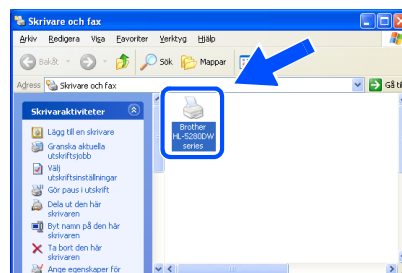 Skrivare och fax
Arkiv Redigera Visa Favoriter Verktyg Hjälp
Bakåt Sök Mappar
Adress Skrivare och fax Gå till
Skrivaraktiviteter
Lägg till en skrivare
Granska aktuella
utskriftsjobb
Välj
utskriftsinställningar
Gör paus i utskrift
Dela ut den här
skrivaren
Byt namn på den här
skrivaren
Ta bort den här
skrivaren
Ange egenskaper för
Brother
HL-5280DW
series